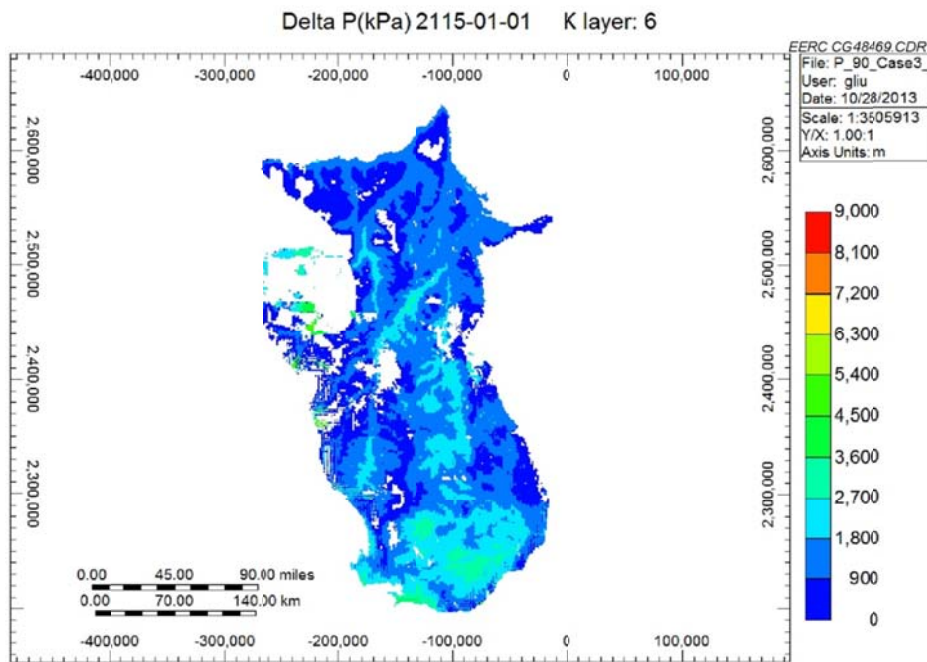 Delta P(kPa) 2115-01-01 K layer: 6
EERC CG48469.CDR
File: P_90_Case3_
User: gliu
Date: 10/28/2013
Scale: 1:3505913
Y/X: 1.00:1
Axis Units: m
-400,000 -300,000 -200,000 -100,000 0 100,000
2,600,000
2,500,000
2,400,000
2,300,000
2,600,000
2,500,000
2,400,000
2,300,000
9,000
8,100
7,200
6,300
5,400
4,500
3,600
2,700
1,800
900
0
0.00 45.00 90.00 miles
0.00 70.00 140.00 km
-400,000 -300,000 -200,000 -100,000 0 100,000